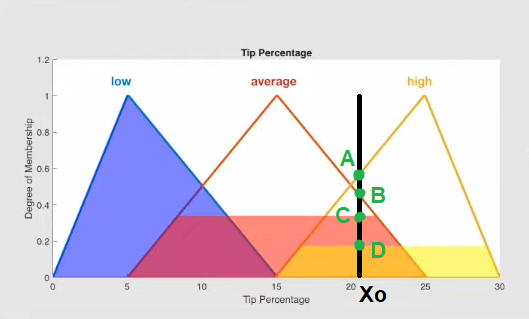 Tip Percentage
1.2
low average high
1
0.8
A
0.6
B
C
0.4
0.2
D
0
Degree of Membership
0 5 10 15 20 25 30
Tip Percentage
Xo